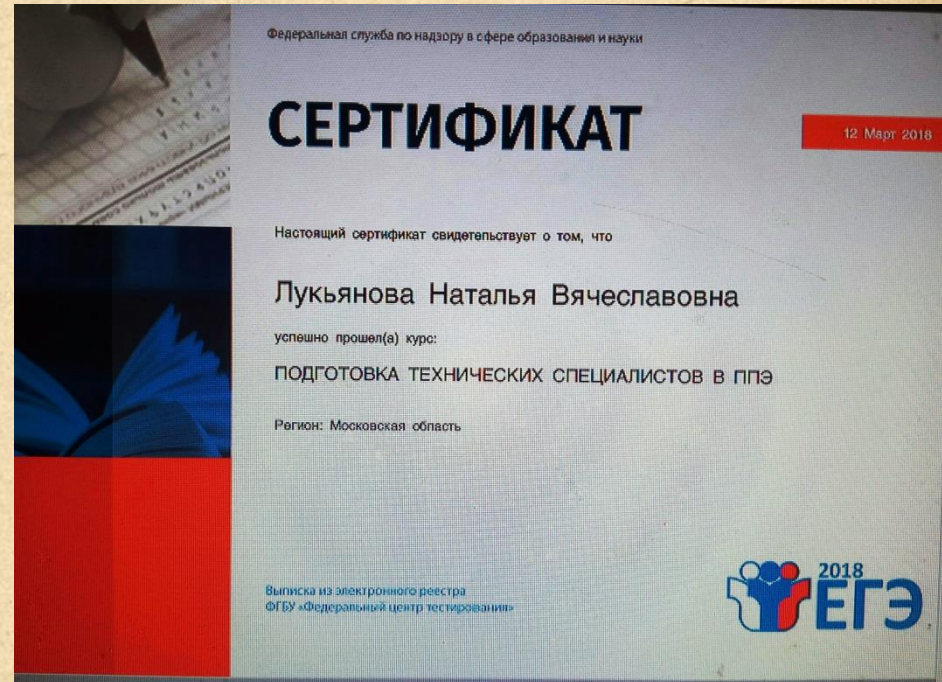 Федеральная служба по надзору в сфере образования и науки
СЕРТИФИКАТ
12 Март 2018
Настоящий сертификат свидетельствует о том, что
Лукьянова Наталья Вячеславовна
успешно прошел(а) курс:
ПОДГОТОВКА ТЕХНИЧЕСКИХ СПЕЦИАЛИСТОВ В ППЭ
Регион: Московская область
Выписка из электронного реестра
ФГБУ «Федеральный центр тестирования»
2018
ЕГЭ